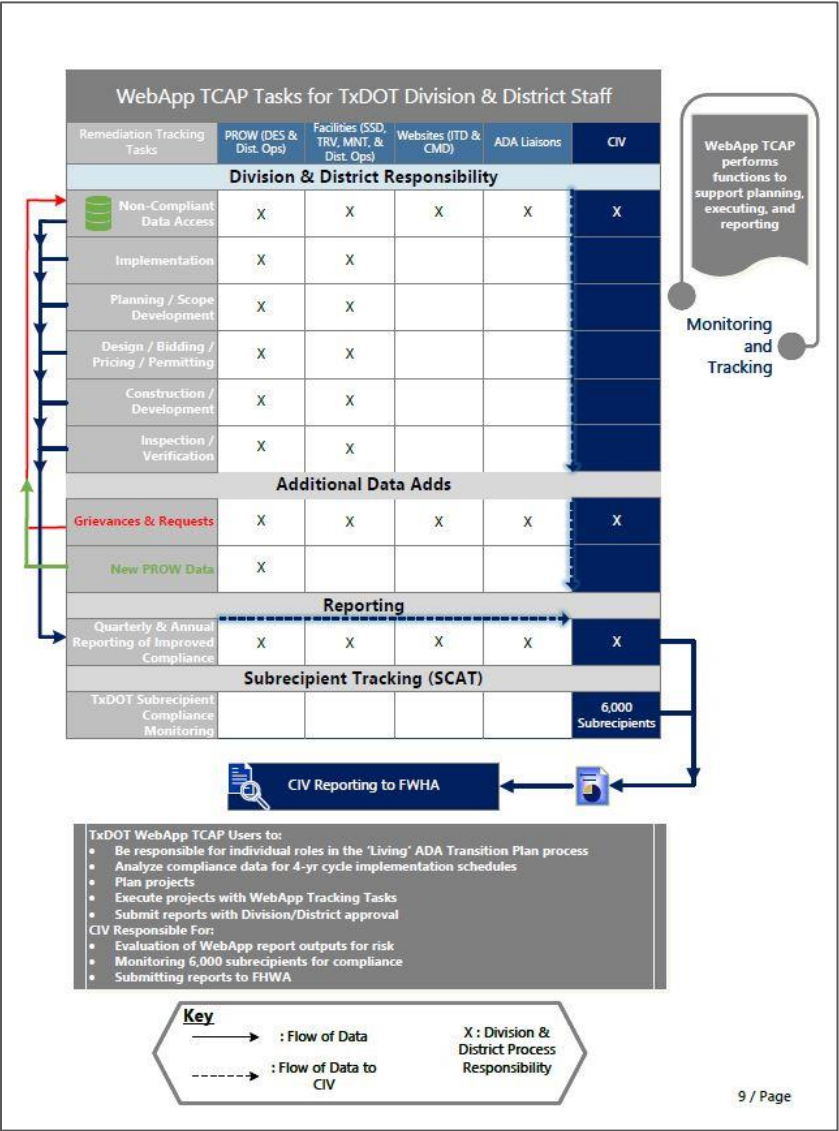 WebApp TCAP Tasks for TxDOT Division & District Staff
Remediation Tracking
Tasks
PROW (DES &
Dist. Ops)
Facilities (SSD,
TRV, MNT, &
Dist. Ops)
Websites (ITD &
CMD)
ADA Liaisons
CIV
Division & District Responsibility
Non-Compliant
Data Access
X X X X X
Implementation
X X
Planning / Scope
Development
X X
Design / Bidding /
Pricing / Permitting
X X
Construction /
Development
X X
Inspection /
Verification
X X
Additional Data Adds
Grievances & Requests
X X X X X
New PROW Data
X
Reporting
Quarterly & Annual
Reporting of Improved
Compliance
X X X X X
Subrecipient Tracking (SCAT)
TxDOT Subrecipient
Compliance
Monitoring
6,000
Subrecipients
WebApp TCAP
performs
functions to
support planning,
executing, and
reporting
Monitoring
and
Tracking
CIV Reporting to FWHA
TxDOT WebApp TCAP Users to:
• Be responsible for individual roles in the 'Living' ADA Transition Plan process
• Analyze compliance data for 4-yr cycle implementation schedules
• Plan projects
• Execute projects with WebApp Tracking Tasks
• Submit reports with Division/District approval
CIV Responsible For:
• Evaluation of WebApp report outputs for risk
• Monitoring 6,000 subrecipients for compliance
• Submitting reports to FHWA
Key
: Flow of Data
: Flow of Data to
CIV
X : Division &
District Process
Responsibility
9 / Page